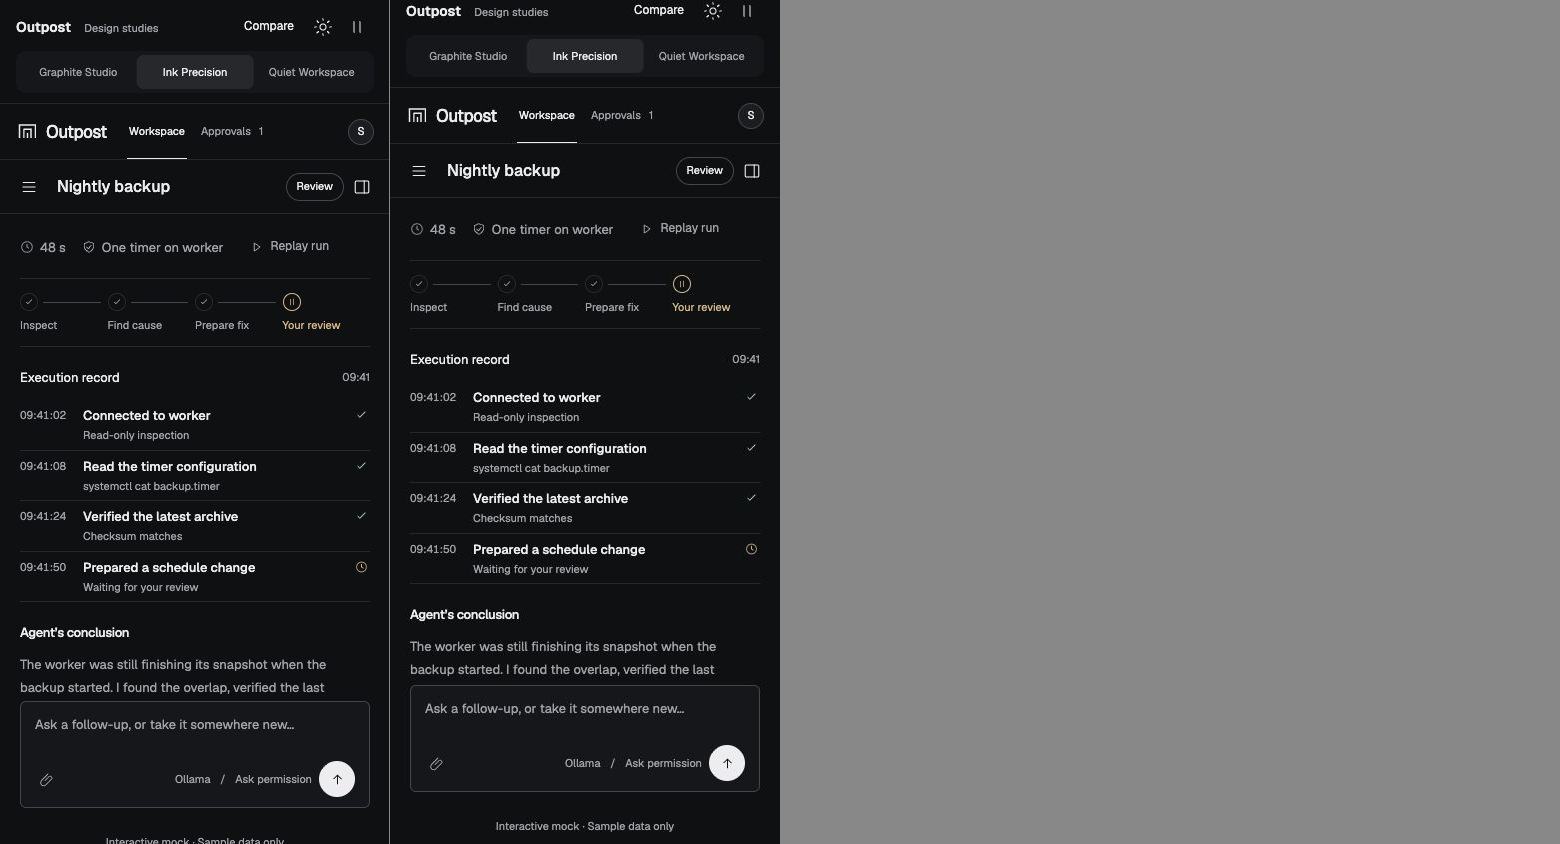 Outpost Design studies Compare
Graphite Studio Ink Precision Quiet Workspace
Outpost Workspace Approvals 1 S
Nightly backup Review
48 s One timer on worker Replay run
Inspect Find cause Prepare fix Your review
Execution record 09:41
09:41:02 Connected to worker
Read-only inspection
09:41:08 Read the timer configuration
systemctl cat backup.timer
09:41:24 Verified the latest archive
Checksum matches
09:41:50 Prepared a schedule change
Waiting for your review
Agent's conclusion
The worker was still finishing its snapshot when the
backup started. I found the overlap, verified the last
Ask a follow-up, or take it somewhere new...
Ollama / Ask permission
Interactive mock · Sample data only
Outpost Design studies Compare
Graphite Studio Ink Precision Quiet Workspace
Outpost Workspace Approvals 1 S
Nightly backup Review
48 s One timer on worker Replay run
Inspect Find cause Prepare fix Your review
Execution record 09:41
09:41:02 Connected to worker
Read-only inspection
09:41:08 Read the timer configuration
systemctl cat backup.timer
09:41:24 Verified the latest archive
Checksum matches
09:41:50 Prepared a schedule change
Waiting for your review
Agent's conclusion
The worker was still finishing its snapshot when the
backup started. I found the overlap, verified the last
Ask a follow-up, or take it somewhere new...
Ollama / Ask permission
Interactive mock · Sample data only